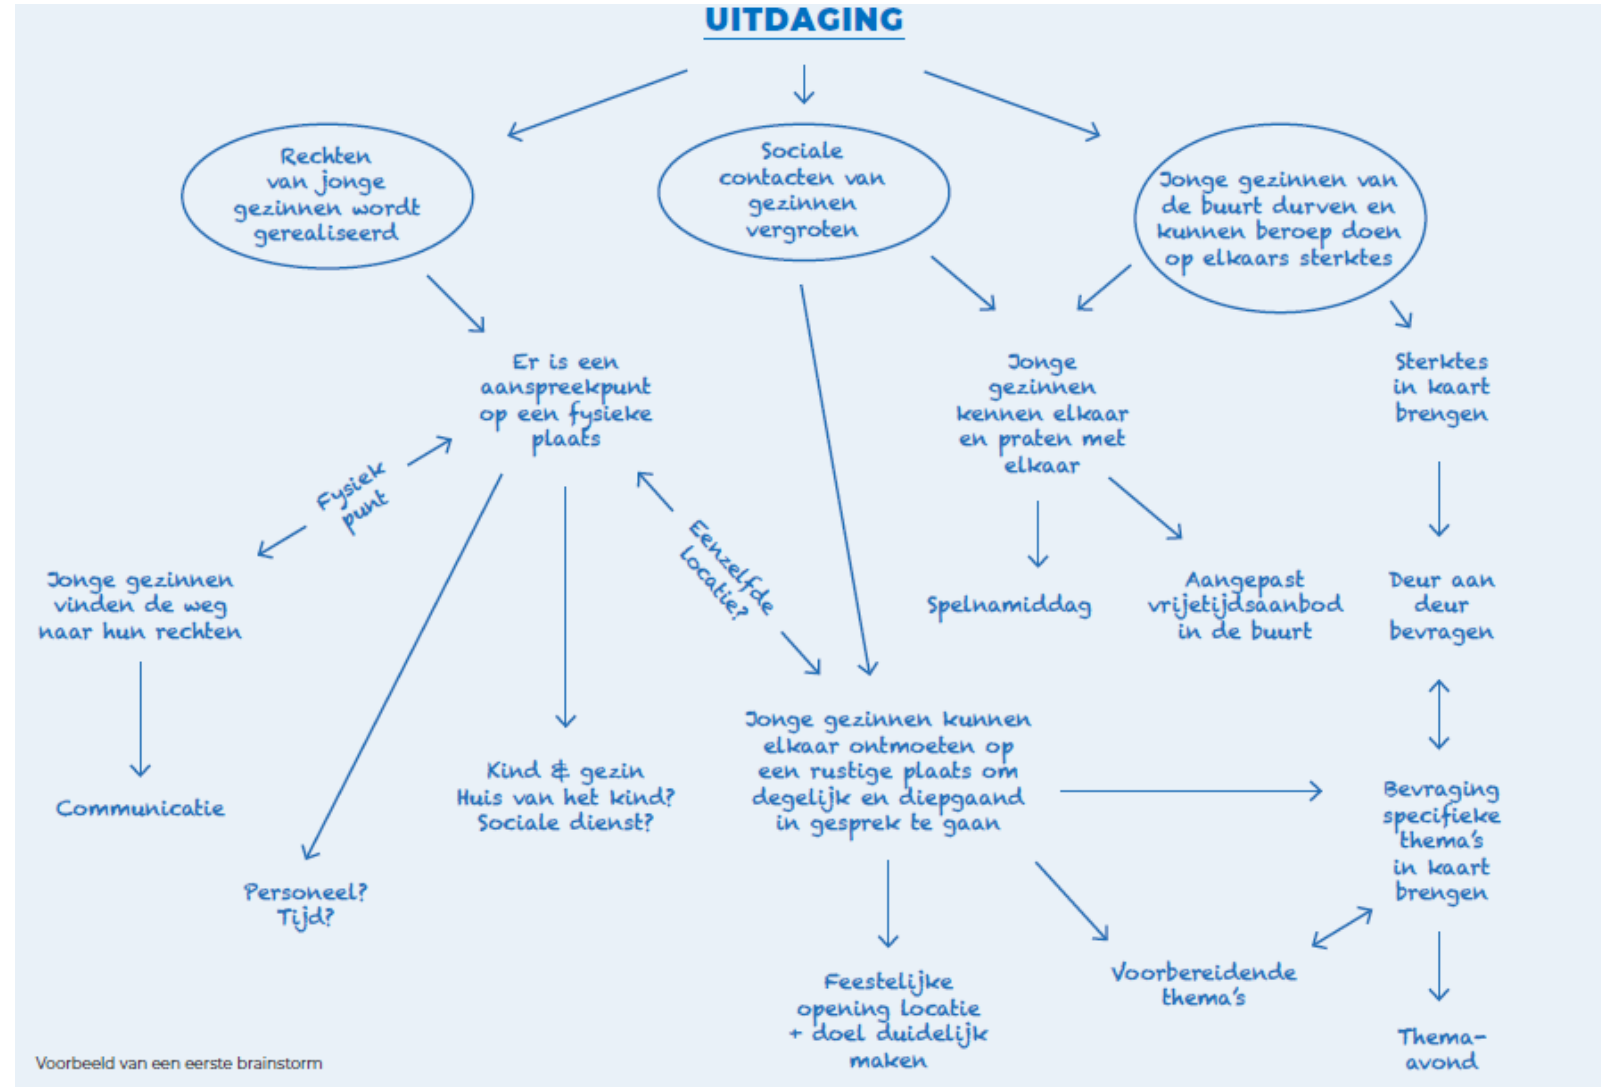 UITDAGING
Rechten
van jonge
gezinnen wordt
gerealiseerd
Sociale
contacten van
gezinnen
vergroten
Jonge gezinnen van
de buurt durven en
kunnen beroep doen
op elkaars sterktes
Er is een
aanspreekpunt
op een fysieke
plaats
Jonge
gezinnen
kennen elkaar
en praten met
elkaar
Sterktes
in kaart
brengen
Fysiek
punt
Eenzelfde
locatie?
Jonge gezinnen
vinden de weg
naar hun rechten
Spelnamiddag
Aangepast
vrijetijdsaanbod
in de buurt
Deur aan
deur
bevragen
Communicatie
Personeel?
Tijd?
Kind & gezin
Huis van het kind?
Sociale dienst?
Jonge gezinnen kunnen
elkaar ontmoeten op
een rustige plaats om
degelijk en diepgaand
in gesprek te gaan
Bevraging
specifieke
thema's
in kaart
brengen
Feestelijke
opening locatie
+ doel duidelijk
maken
Voorbereidende
thema's
Thema-
avond
Voorbeeld van een eerste brainstorm